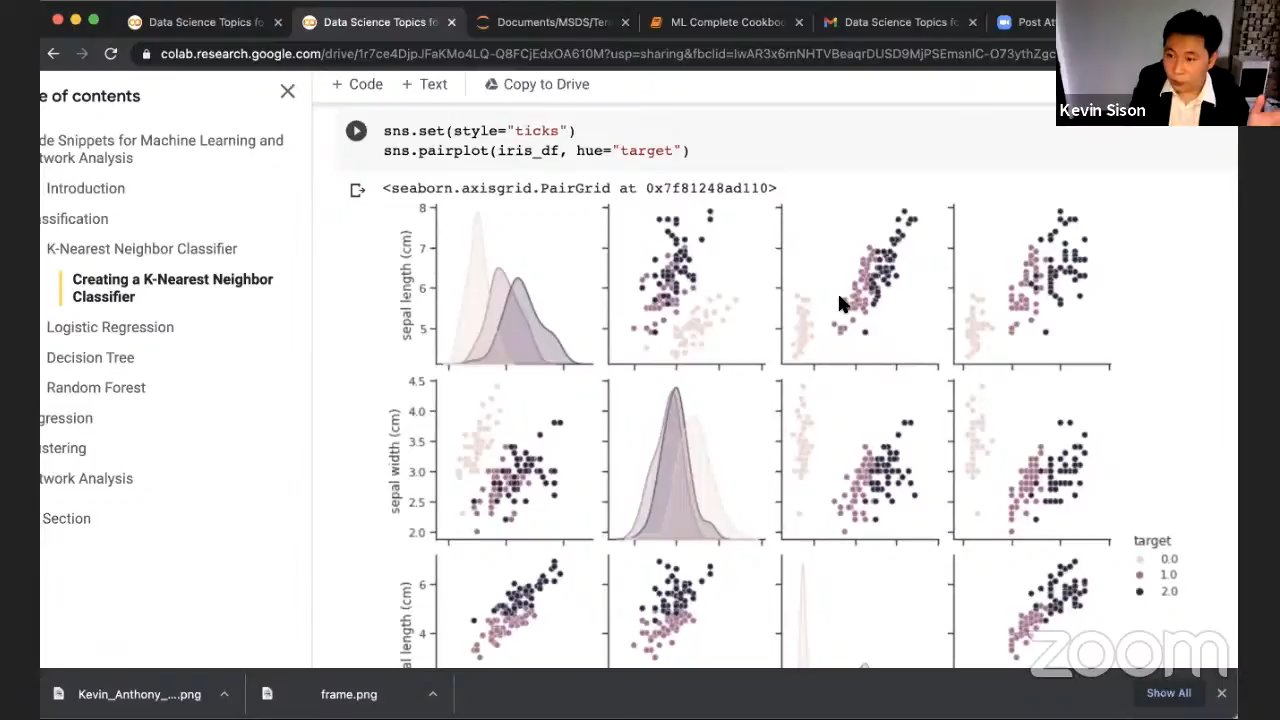 Data Science Topics fo
Data Science Topics fo
Documents/MSDS/Ter
ML Complete Cookbo
Data Science Topics fo
Post Att
colab.research.google.com/drive/1r7ce4DjpJFaKMo4LQ-Q8FCjEdxOA610M?usp=sharing&fbclid=IwAR3x6mNHTVBeaqrDUSD9MjPSEmsnIC-O73ythZgc
Kevin Sison
e of contents
+ Code + Text Copy to Drive
de Snippets for Machine Learning and
twork Analysis
Introduction
ssification
K-Nearest Neighbor Classifier
Creating a K-Nearest Neighbor
Classifier
Logistic Regression
Decision Tree
Random Forest
gression
stering
twork Analysis
Section
sns.set(style="ticks")
sns.pairplot(iris_df, hue="target")
<seaborn.axisgrid.PairGrid at 0x7f81248ad110>
8
7
6
5
sepal length (cm)
4.5
4.0
3.5
3.0
2.5
2.0
sepal width (cm)
6
4
al length (cm)
target
0.0
1.0
2.0
zoom
Kevin_Anthony_....png
frame.png
Show All